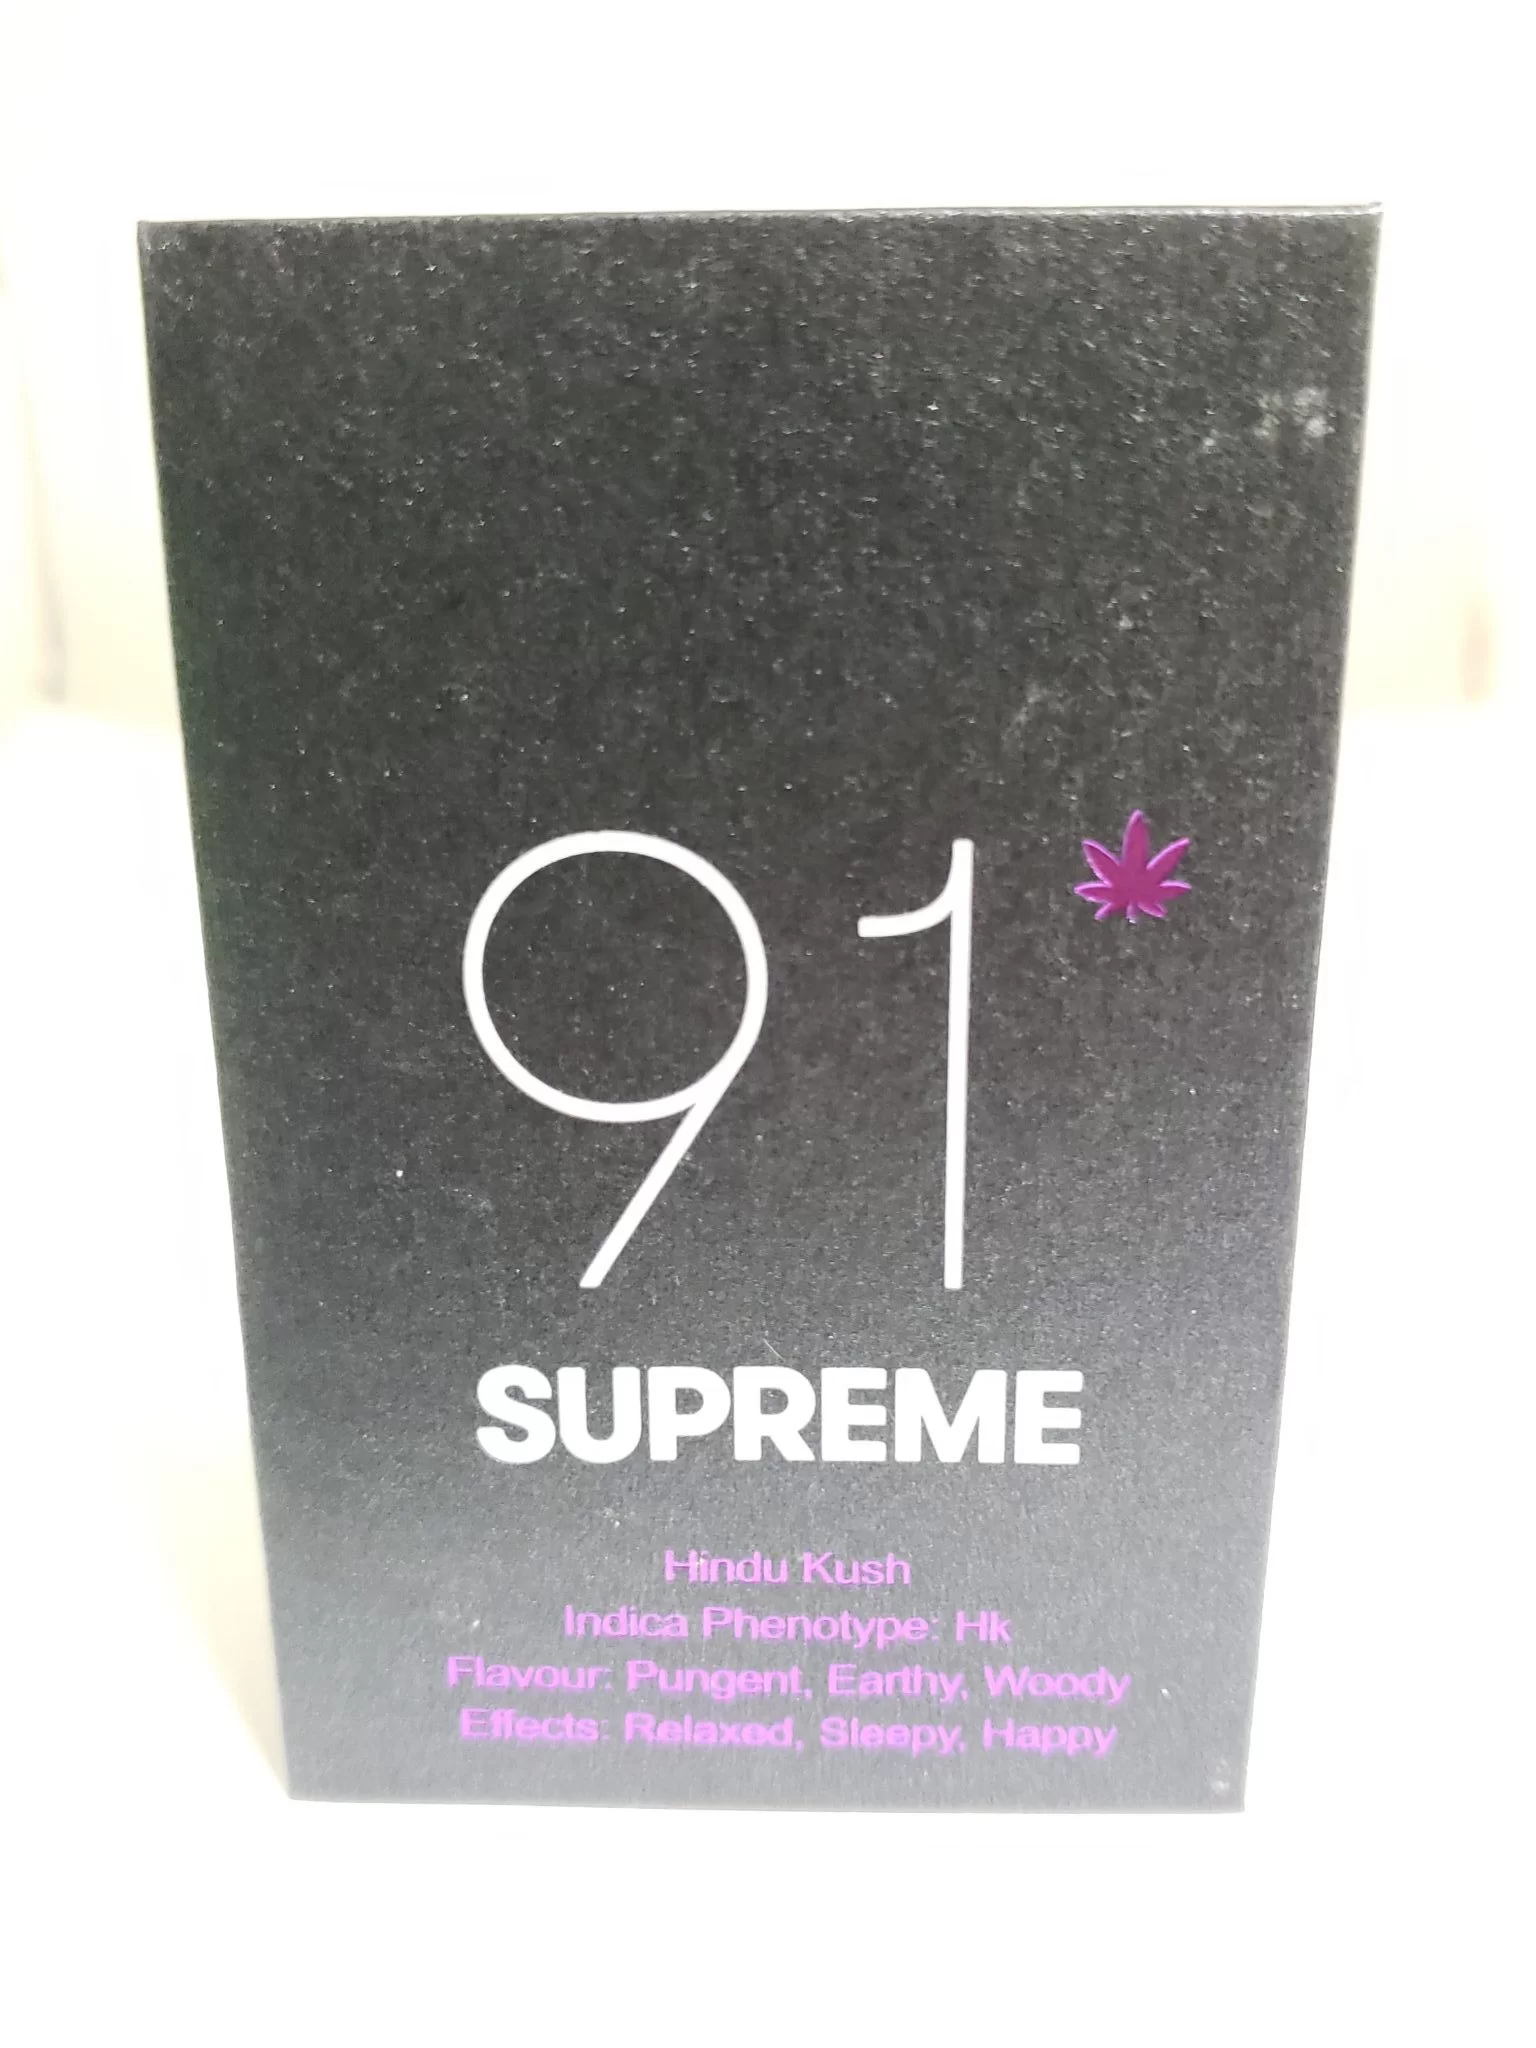 91
SUPREME
Hindu Kush
Indica Phenotype: Hk
Flavour: Pungent, Earthy, Woody
Effects: Relaxed, Sleepy, Happy